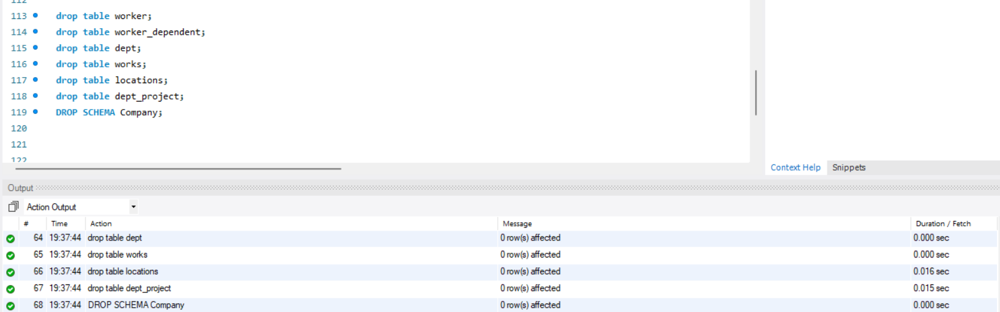 112
113 drop table worker;
114 drop table worker_dependent;
115 drop table dept;
116 drop table works;
117 drop table locations;
118 drop table dept_project;
119 DROP SCHEMA Company;
120
121
122
Context Help Snippets
Output
Action Output
# Time Action Message Duration / Fetch
64 19:37:44 drop table dept 0 row(s) affected 0.000 sec
65 19:37:44 drop table works 0 row(s) affected 0.000 sec
66 19:37:44 drop table locations 0 row(s) affected 0.016 sec
67 19:37:44 drop table dept_project 0 row(s) affected 0.015 sec
68 19:37:44 DROP SCHEMA Company 0 row(s) affected 0.000 sec